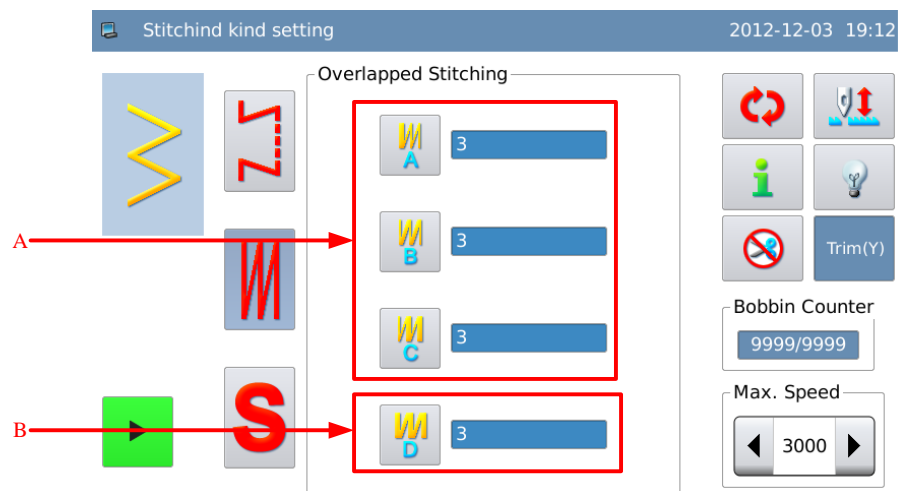 Stitchind kind setting
2012-12-03 19:12
Overlapped Stitching
A
3
B
3
C
3
D
3
A
B
S
Trim(Y)
Bobbin Counter
9999/9999
Max. Speed
3000